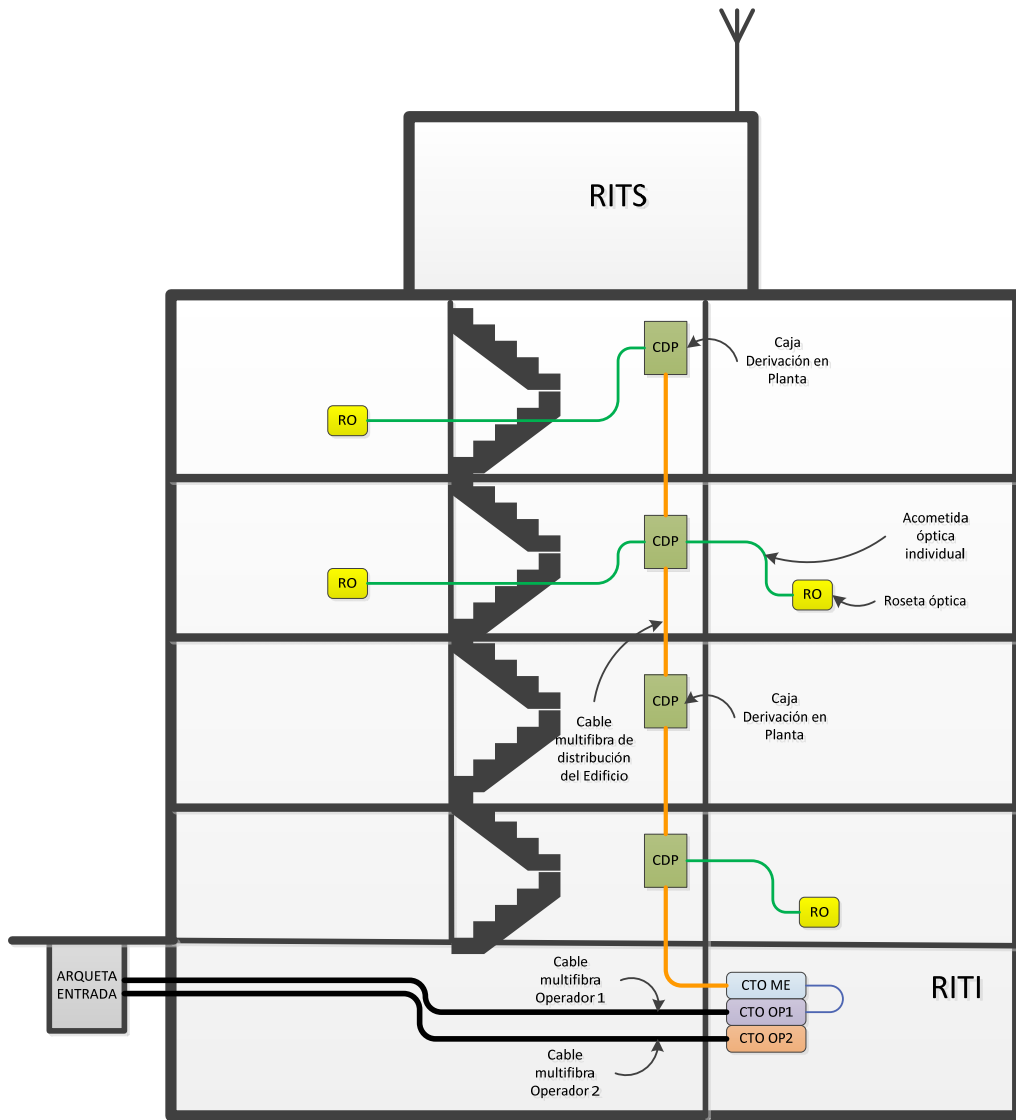 RITS
CDP
Caja
Derivación en
Planta
RO
CDP
Acometida
óptica
individual
RO
RO
Roseta óptica
CDP
Caja
Derivación en
Planta
Cable
multifibra de
distribución
del Edificio
CDP
RO
ARQUETA
ENTRADA
Cable
multifibra
Operador 1
CTO ME
RITI
CTO OP1
CTO OP2
Cable
multifibra
Operador 2